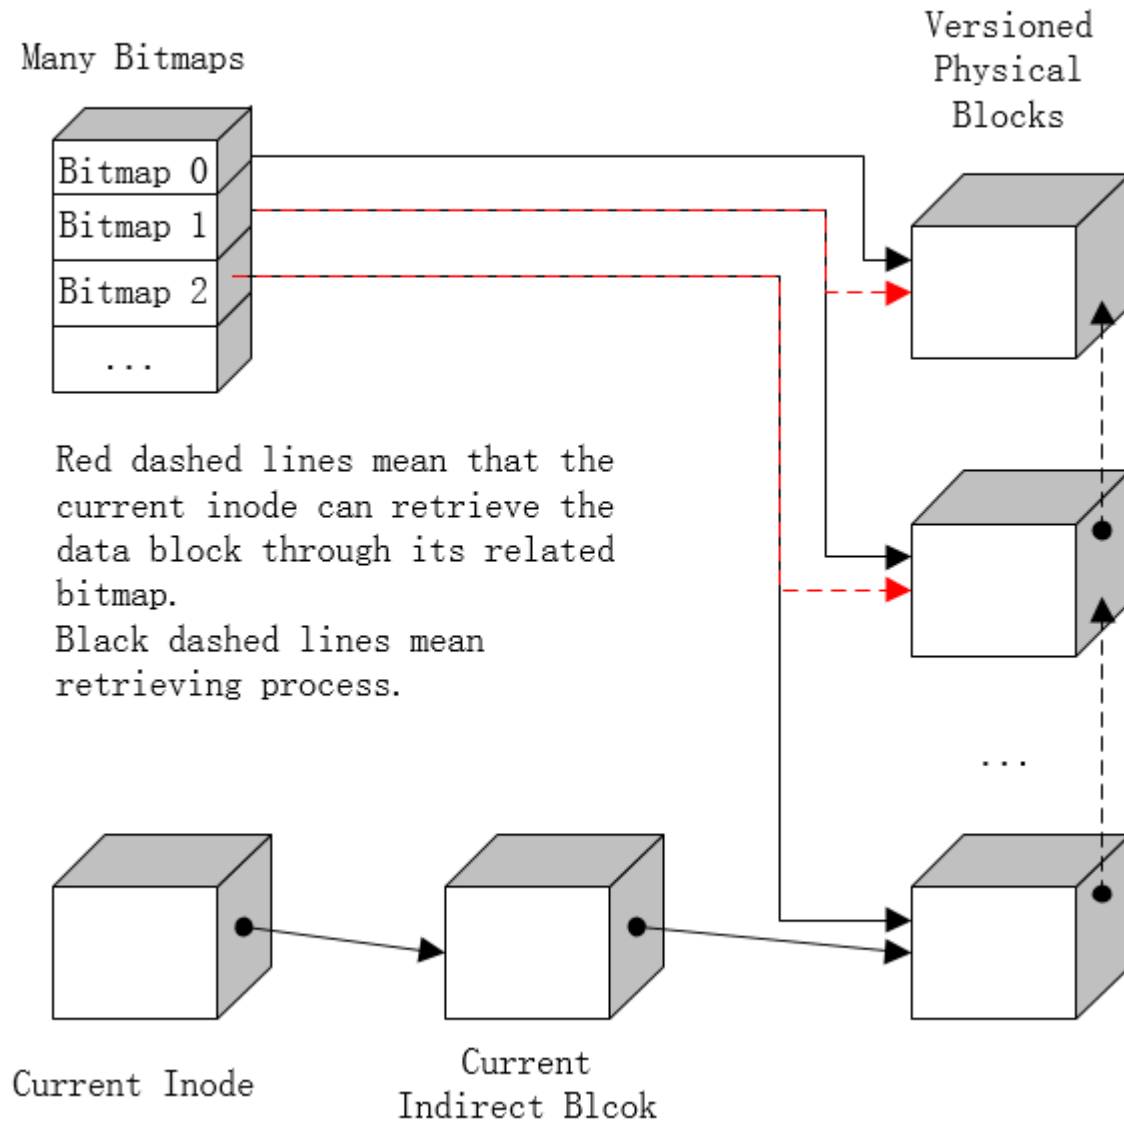 Many Bitmaps
Versioned
Physical
Blocks
Bitmap 0
Bitmap 1
Bitmap 2
...
Red dashed lines mean that the
current inode can retrieve the
data block through its related
bitmap.
Black dashed lines mean
retrieving process.
...
Current Inode
Current
Indirect Blcok